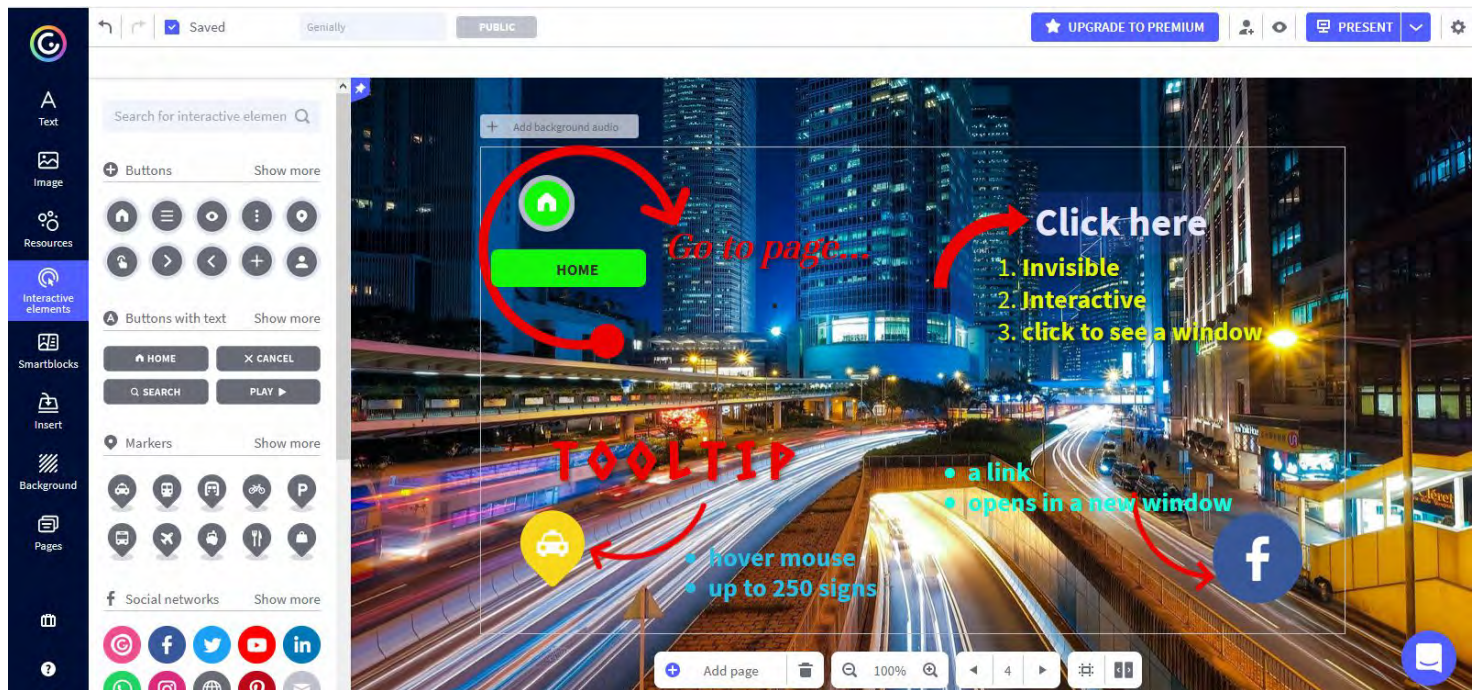 Saved
Genially
PUBLIC
UPGRADE TO PREMIUM
PRESENT
Text
Image
Resources
Interactive
elements
Smartblocks
Insert
Background
Pages
Search for interactive elemen
Buttons
Show more
Buttons with text
Show more
HOME
CANCEL
SEARCH
PLAY
Markers
Show more
Social networks
Show more
Add background audio
HOME
Go to page...
Click here
1. Invisible
2. Interactive
3. click to see a window
TOOLTIP
• hover mouse
• up to 250 signs
• a link
• opens in a new window
Add page
100%
4